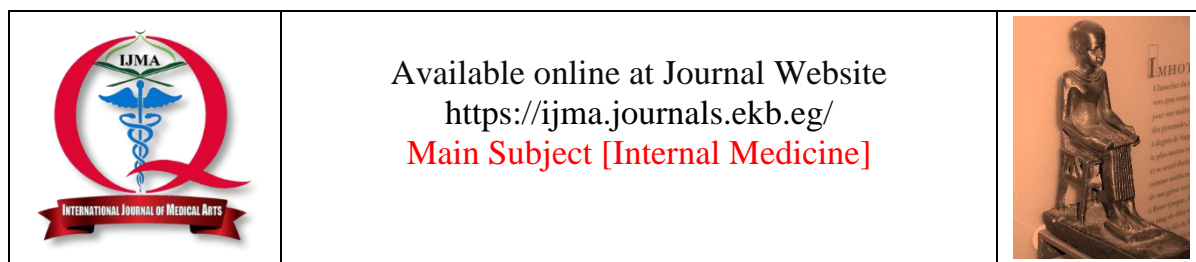 IJMA
INTERNATIONAL JOURNAL OF MEDICAL ARTS
Available online at Journal Website
https://ijma.journals.ekb.eg/
Main Subject [Internal Medicine]
IMHOT